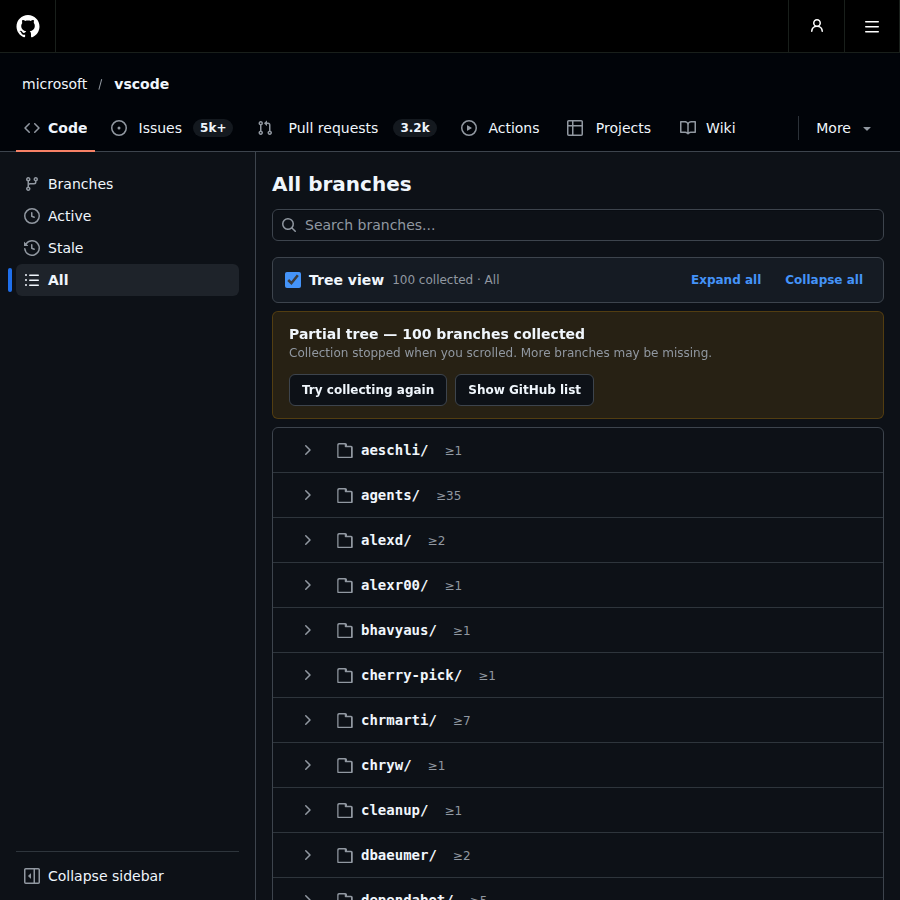 microsoft / vscode
Code Issues 5k+ Pull requests 3.2k Actions Projects Wiki More
Branches
Active
Stale
All
Collapse sidebar
All branches
Search branches...
Tree view 100 collected · All Expand all Collapse all
Partial tree — 100 branches collected
Collection stopped when you scrolled. More branches may be missing.
Try collecting again Show GitHub list
aeschli/ ≥1
agents/ ≥35
alexd/ ≥2
alexr00/ ≥1
bhavyaus/ ≥1
cherry-pick/ ≥1
chrmarti/ ≥7
chryw/ ≥1
cleanup/ ≥1
dbaeumer/ ≥2
dependabot/ ≥5